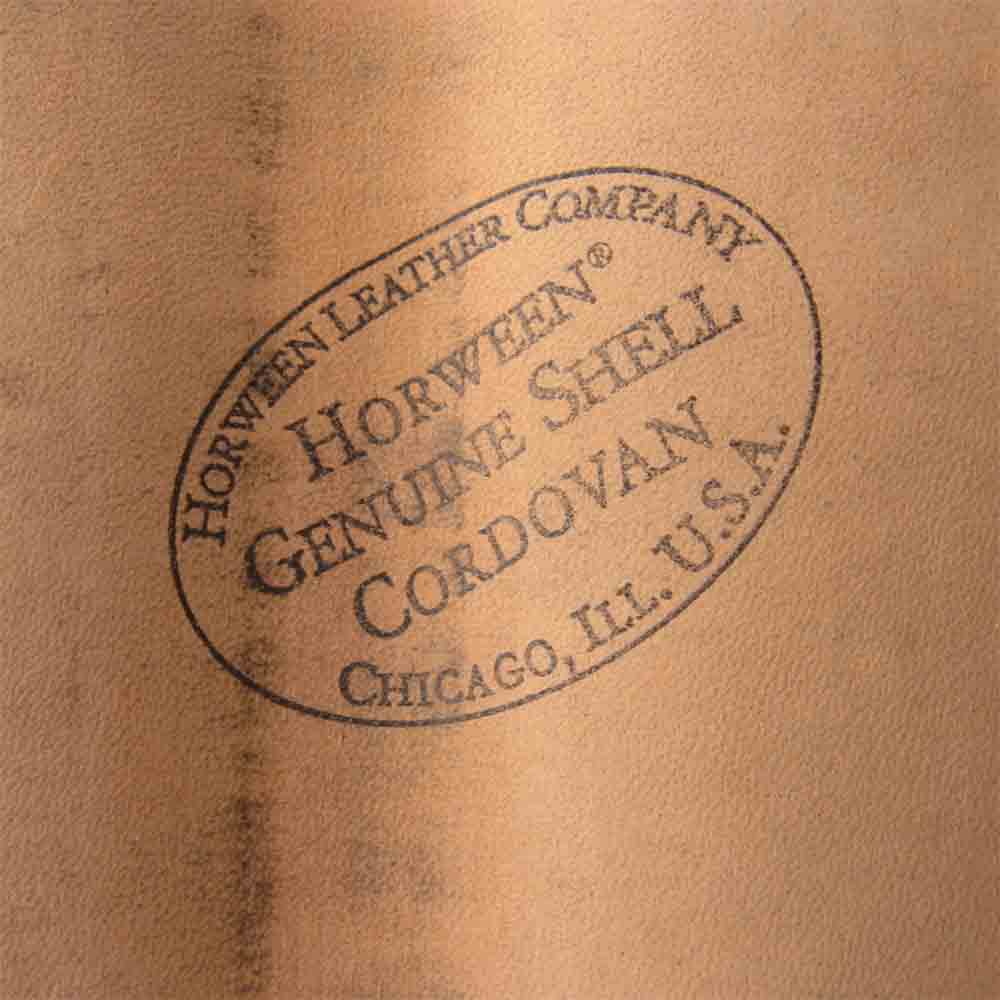 HORWEEN LEATHER COMPANY
HORWEEN®
GENUINE SHELL
CORDOVAN
CHICAGO, ILL. U.S.A.